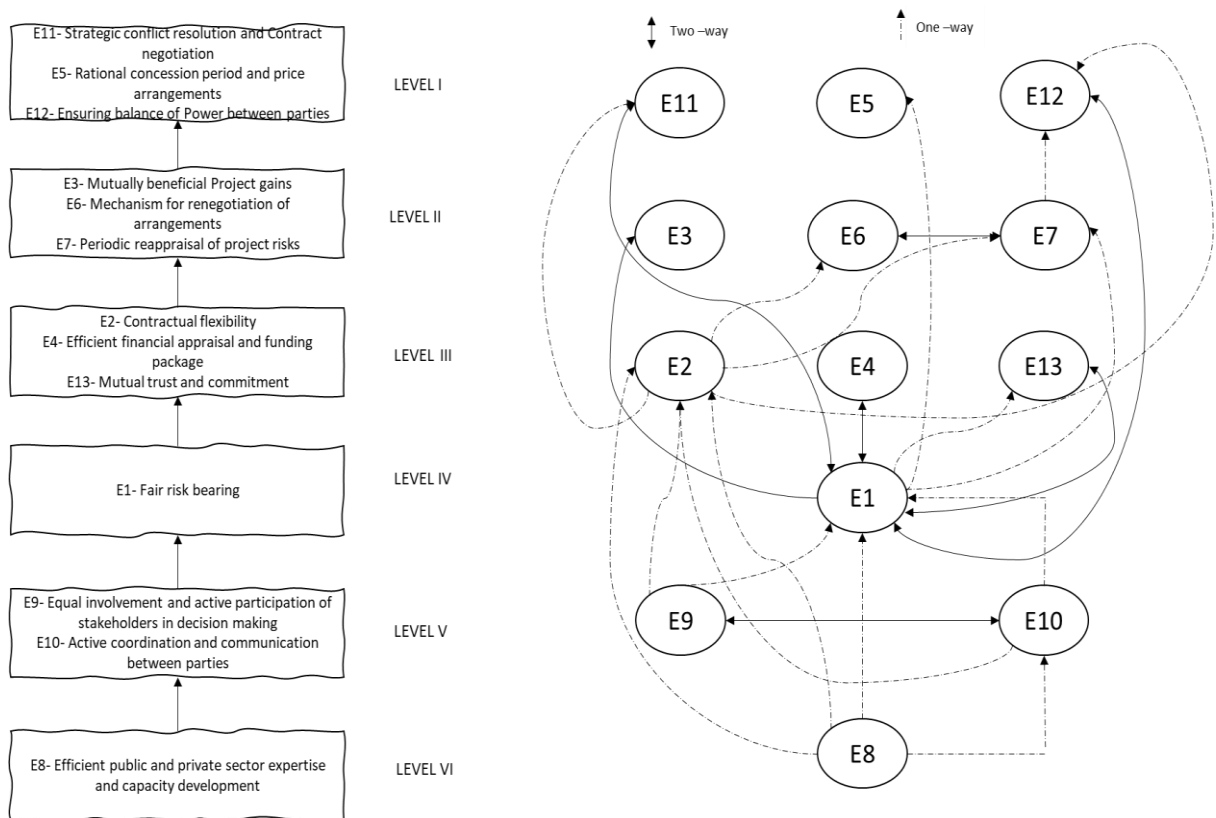 E11- Strategic conflict resolution and Contract
negotiation
E5- Rational concession period and price
arrangements
E12- Ensuring balance of Power between parties
LEVEL I
E3- Mutually beneficial Project gains
E6- Mechanism for renegotiation of
arrangements
E7- Periodic reappraisal of project risks
LEVEL II
E2- Contractual flexibility
E4- Efficient financial appraisal and funding
package
E13- Mutual trust and commitment
LEVEL III
E1- Fair risk bearing
LEVEL IV
E9- Equal involvement and active participation of
stakeholders in decision making
E10- Active coordination and communication
between parties
LEVEL V
E8- Efficient public and private sector expertise
and capacity development
LEVEL VI
Two –way
One –way
E11
E5
E12
E3
E6
E7
E2
E4
E13
E1
E9
E10
E8